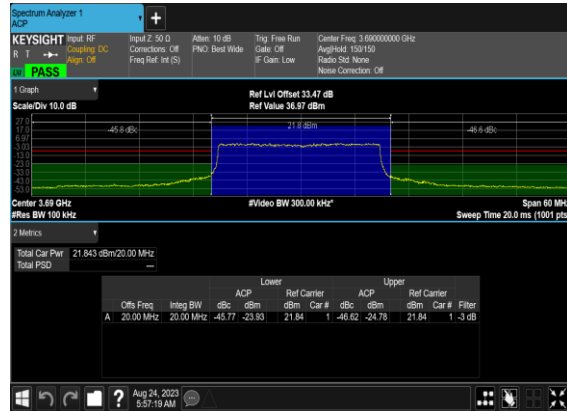 Spectrum Analyzer 1
ACP
KEYSIGHT
R T
LW PASS
Input: RF
Coupling: DC
Align: Off
Input Z: 50 Ω
Corrections: Off
Freq Ref: Int (S)
Atten: 10 dB
PNO: Best Wide
Trig: Free Run
Gate: Off
IF Gain: Low
Center Freq: 3.690000000 GHz
Avg|Hold: 150/150
Radio Std: None
Noise Correction: Off
1 Graph
Scale/Div 10.0 dB
Ref Lvl Offset 33.47 dB
Ref Value 36.97 dBm
27.0
17.0
6.97
-3.03
-13.0
-23.0
-33.0
-43.0
-53.0
-45.8 dBc
21.8 dBm
-46.6 dBc
Center 3.69 GHz
#Res BW 100 kHz
#Video BW 300.00 kHz*
Span 60 MHz
Sweep Time 20.0 ms (1001 pts)
2 Metrics
Total Car Pwr 21.843 dBm/20.00 MHz
Total PSD ---
Lower Upper
ACP Ref Carrier ACP Ref Carrier
Offs Freq Integ BW dBc dBm dBm Car # dBc dBm dBm Car # Filter
A 20.00 MHz 20.00 MHz -45.77 -23.93 21.84 1 -46.62 -24.78 21.84 1 -3 dB
Aug 24, 2023
5:57:19 AM